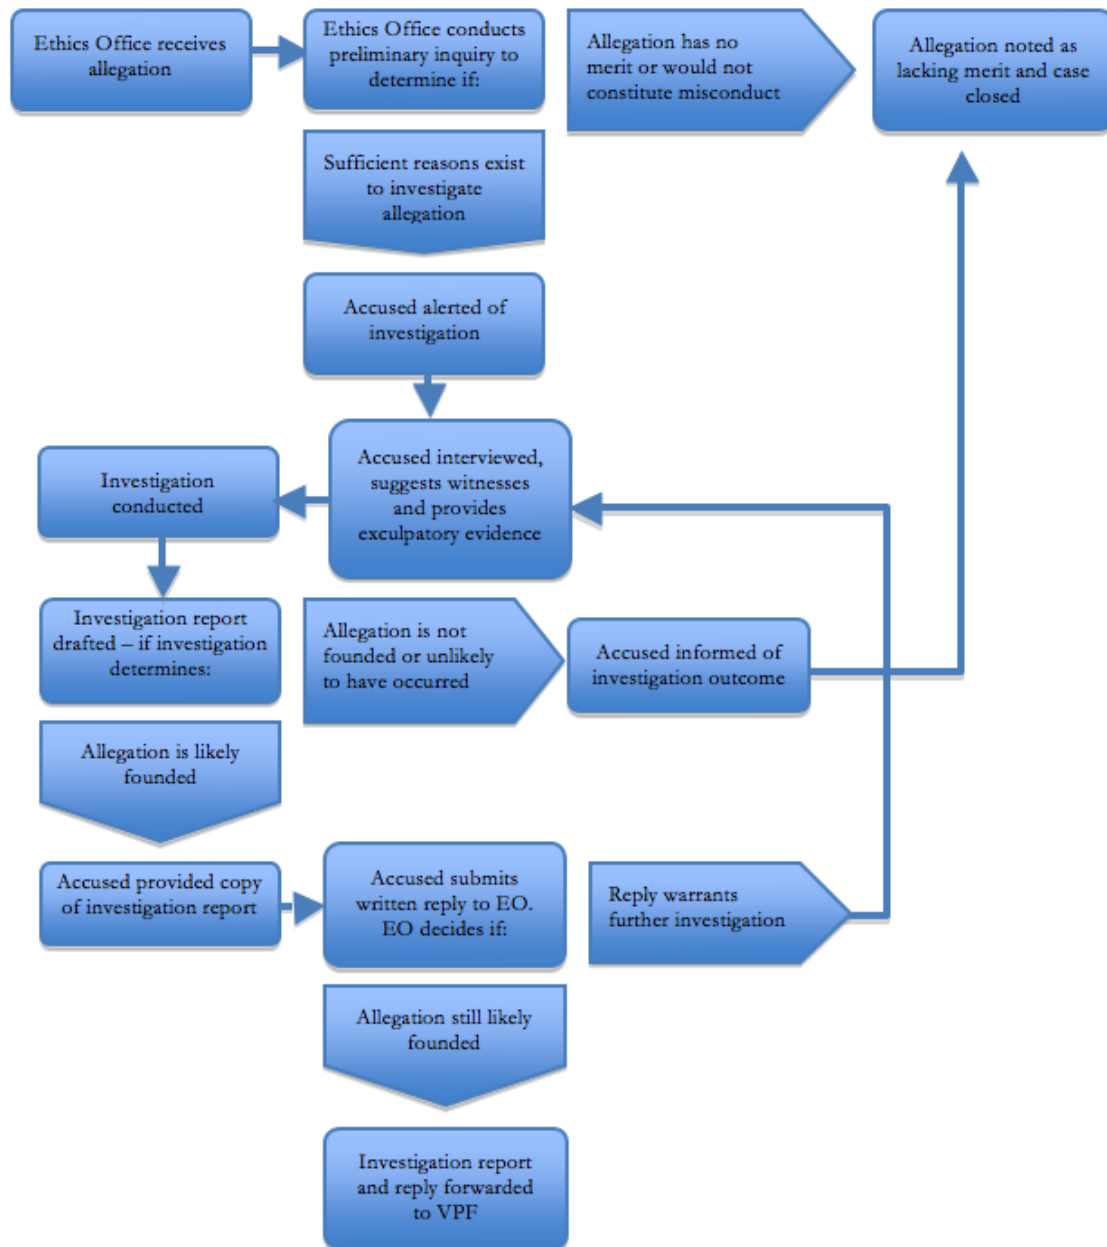 Ethics Office receives
allegation
Ethics Office conducts
preliminary inquiry to
determine if:
Allegation has no
merit or would not
constitute misconduct
Allegation noted as
lacking merit and case
closed
Sufficient reasons exist
to investigate
allegation
Accused alerted of
investigation
Accused interviewed,
suggests witnesses
and provides
exculpatory evidence
Investigation
conducted
Investigation report
drafted – if investigation
determines:
Allegation is not
founded or unlikely
to have occurred
Accused informed of
investigation outcome
Allegation is likely
founded
Accused provided copy
of investigation report
Accused submits
written reply to EO.
EO decides if:
Reply warrants
further investigation
Allegation still likely
founded
Investigation report
and reply forwarded
to VPF